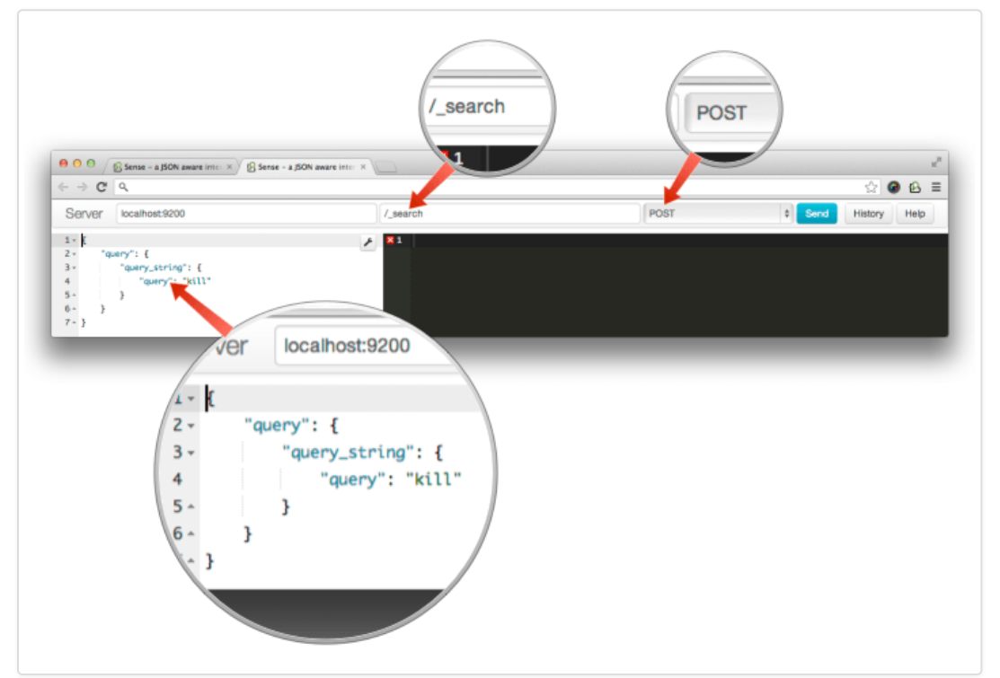 /_search
POST
1
Sense - a JSON aware inte
Sense - a JSON aware inte
Server localhost:9200 /_search POST Send History Help
1 {
2 "query": {
3 "query_string": {
4 "query": "kill"
5 }
6 }
7 }
1
ver localhost:9200
1 {
2 "query": {
3 "query_string": {
4 "query": "kill"
5 }
6 }
}